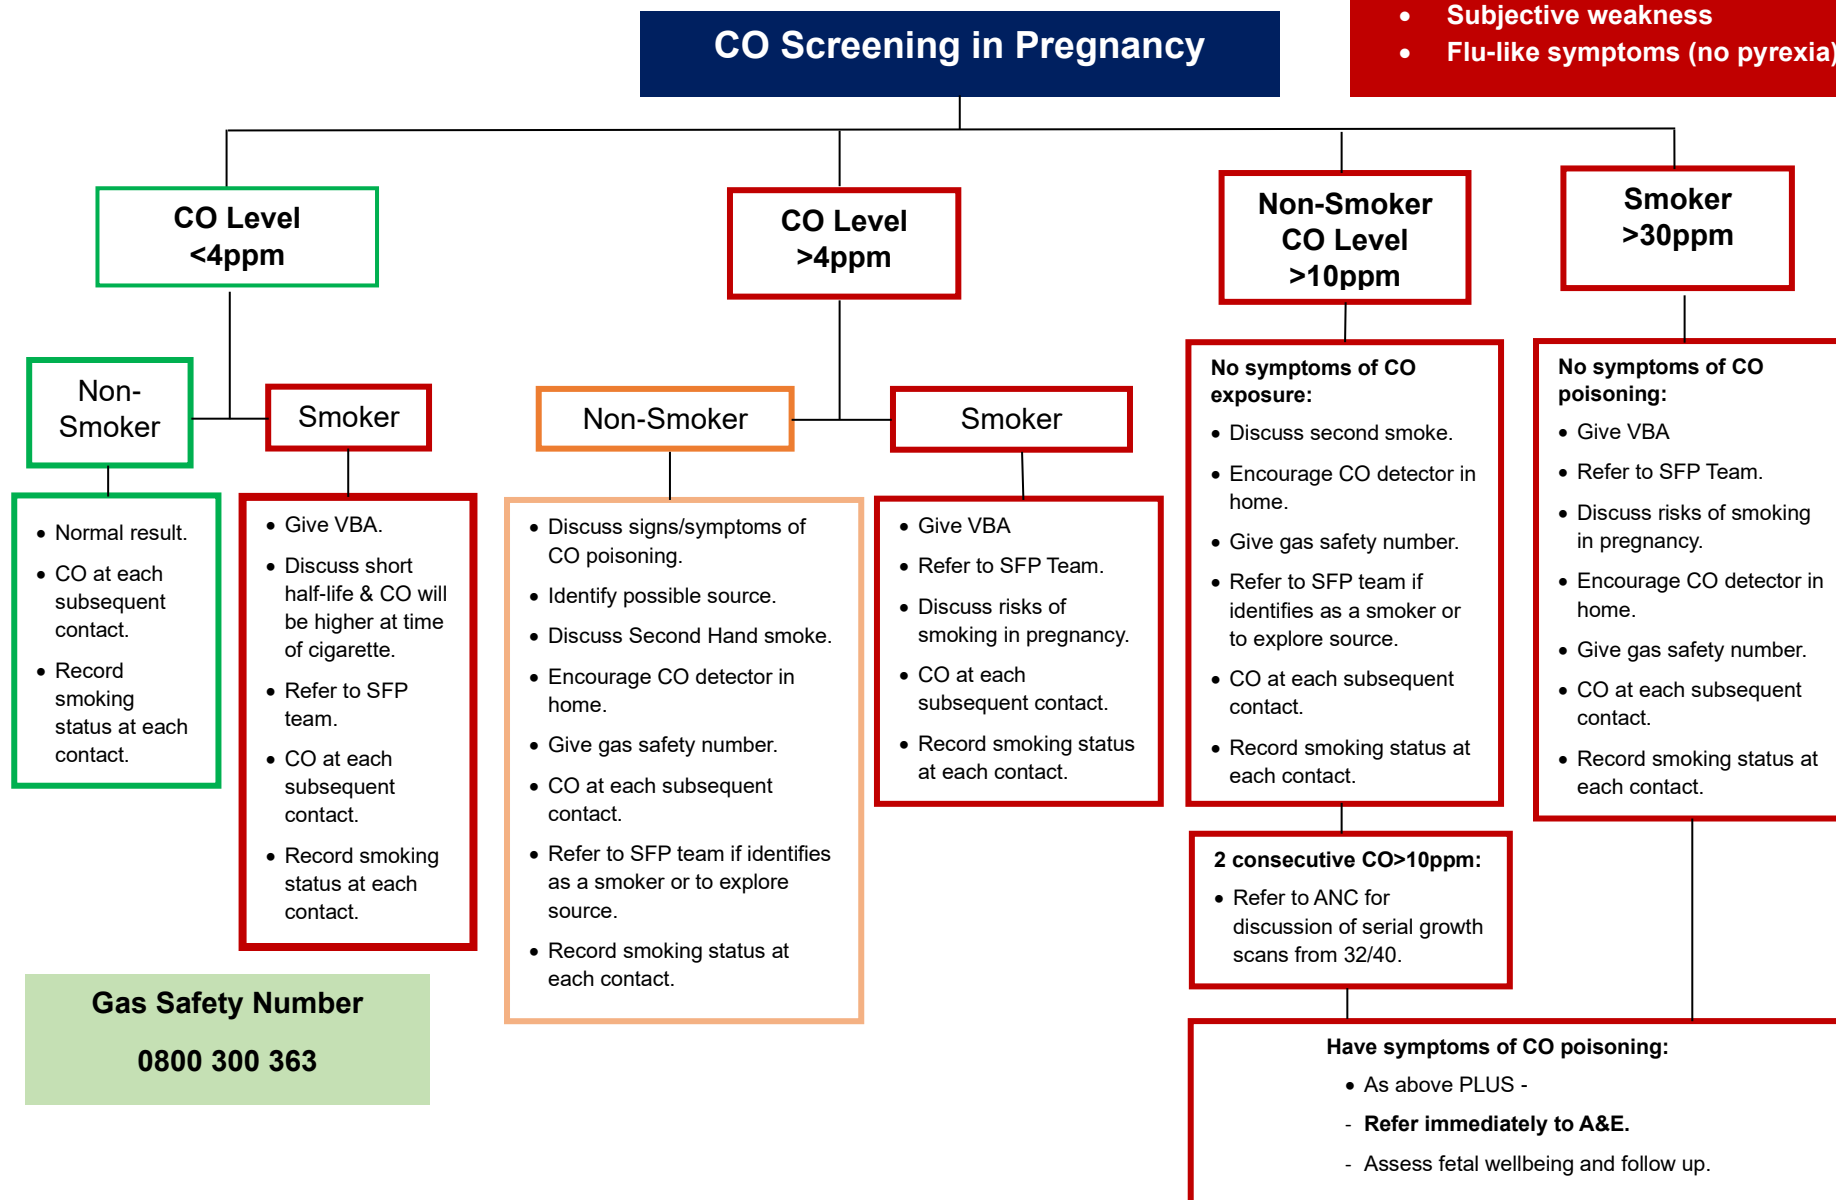 CO Screening in Pregnancy
• Subjective weakness
• Flu-like symptoms (no pyrexia)
CO Level
<4ppm
CO Level
>4ppm
Non-Smoker
CO Level
>10ppm
Smoker
>30ppm
Non-
Smoker
Smoker
Non-Smoker
Smoker
• Normal result.
• CO at each
subsequent
contact.
• Record
smoking
status at each
contact.
• Give VBA.
• Discuss short
half-life & CO will
be higher at time
of cigarette.
• Refer to SFP
team.
• CO at each
subsequent
contact.
• Record smoking
status at each
contact.
• Discuss signs/symptoms of
CO poisoning.
• Identify possible source.
• Discuss Second Hand smoke.
• Encourage CO detector in
home.
• Give gas safety number.
• CO at each subsequent
contact.
• Refer to SFP team if identifies
as a smoker or to explore
source.
• Record smoking status at
each contact.
• Give VBA
• Refer to SFP Team.
• Discuss risks of
smoking in pregnancy.
• CO at each
subsequent contact.
• Record smoking status
at each contact.
No symptoms of CO
exposure:
• Discuss second smoke.
• Encourage CO detector in
home.
• Give gas safety number.
• Refer to SFP team if
identifies as a smoker or
to explore source.
• CO at each subsequent
contact.
• Record smoking status at
each contact.
No symptoms of CO
poisoning:
• Give VBA
• Refer to SFP Team.
• Discuss risks of smoking
in pregnancy.
• Encourage CO detector in
home.
• Give gas safety number.
• CO at each subsequent
contact.
• Record smoking status at
each contact.
2 consecutive CO>10ppm:
• Refer to ANC for
discussion of serial growth
scans from 32/40.
Gas Safety Number
0800 300 363
Have symptoms of CO poisoning:
• As above PLUS -
- Refer immediately to A&E.
- Assess fetal wellbeing and follow up.